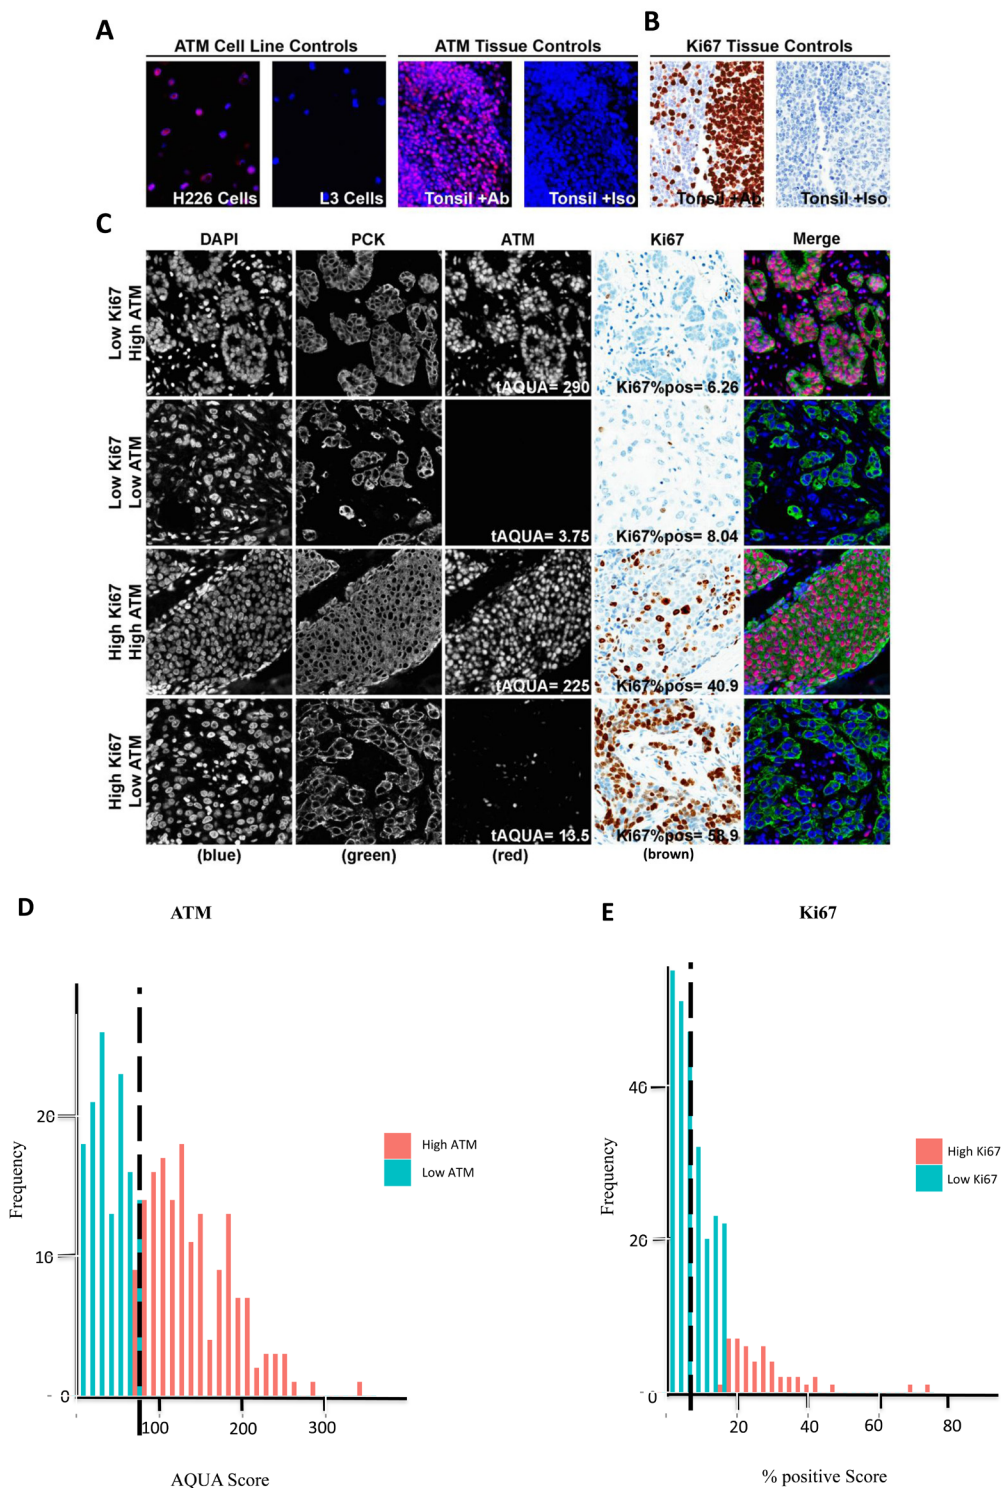 A
B
ATM Cell Line Controls
ATM Tissue Controls
Ki67 Tissue Controls
H226 Cells
L3 Cells
Tonsil +Ab
Tonsil +Iso
Tonsil +Ab
Tonsil +Iso
C
DAPI
PCK
ATM
Ki67
Merge
Low Ki67
High ATM
tAQUA= 290
Ki67%pos= 6.26
Low Ki67
Low ATM
tAQUA= 3.75
Ki67%pos= 8.04
High Ki67
High ATM
tAQUA= 225
Ki67%pos= 40.9
High Ki67
Low ATM
tAQUA= 13.5
Ki67%pos= 58.9
(blue)
(green)
(red)
(brown)
D
ATM
Frequency
20
10
- 0
100
200
300
AQUA Score
High ATM
Low ATM
E
Ki67
Frequency
40
20
0
20
40
60
80
% positive Score
High Ki67
Low Ki67